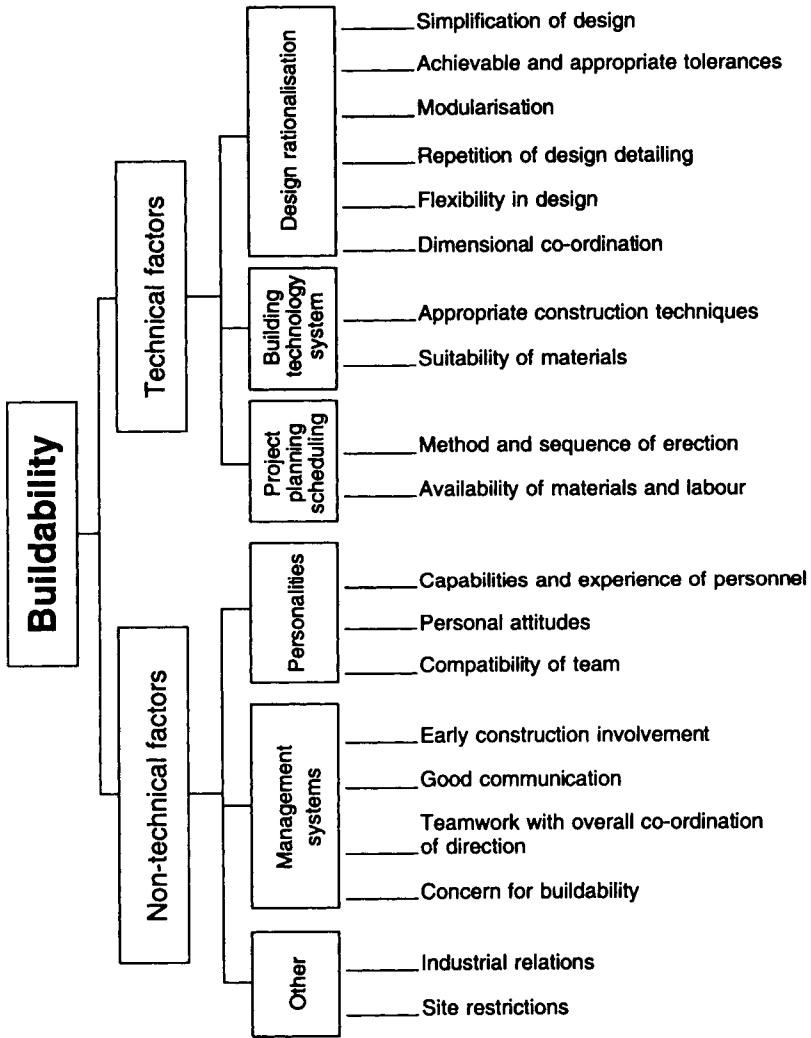 Buildability
Technical factors
Design rationalisation
Simplification of design
Achievable and appropriate tolerances
Modularisation
Repetition of design detailing
Flexibility in design
Dimensional co-ordination
Building
technology
system
Appropriate construction techniques
Suitability of materials
Project
planning
scheduling
Method and sequence of erection
Availability of materials and labour
Non-technical factors
Personalities
Capabilities and experience of personnel
Personal attitudes
Compatibility of team
Management
systems
Early construction involvement
Good communication
Teamwork with overall co-ordination
of direction
Concern for buildability
Other
Industrial relations
Site restrictions